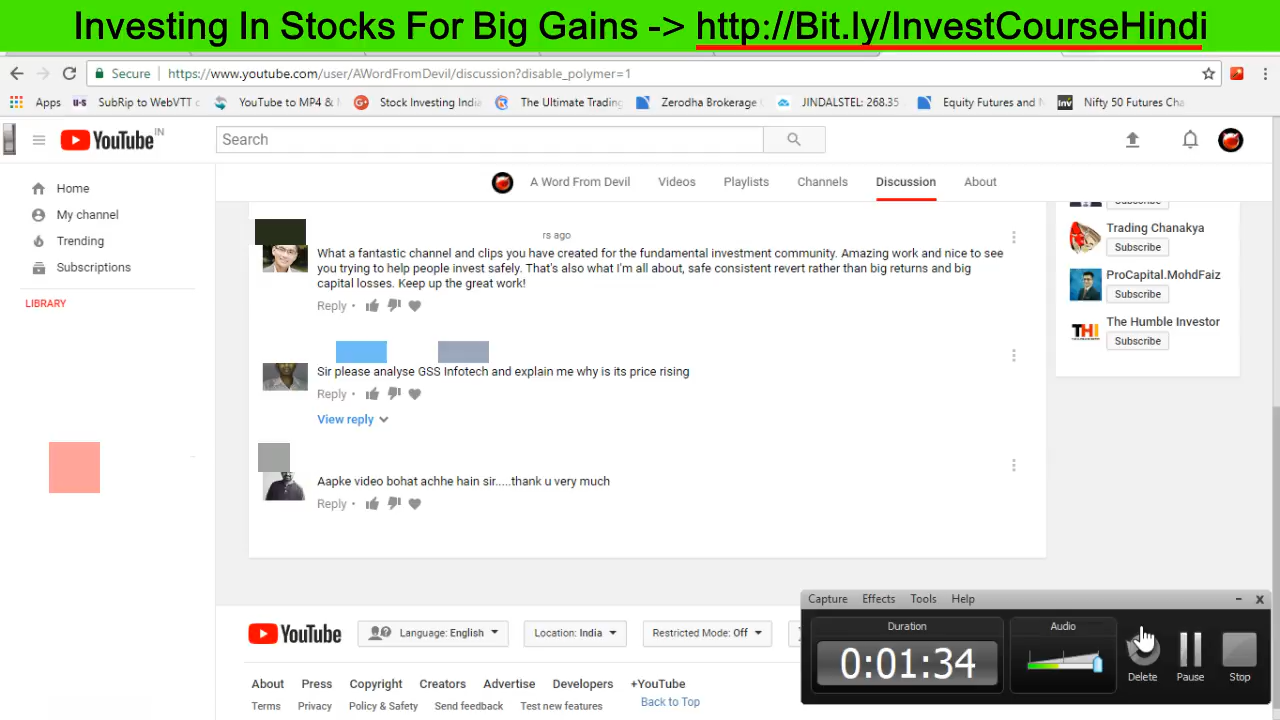 Investing In Stocks For Big Gains -> http://Bit.ly/InvestCourseHindi
Secure https://www.youtube.com/user/AWordFromDevil/discussion?disable_polymer=1
Apps SubRip to WebVTT YouTube to MP4 & Stock Investing India The Ultimate Trading Zerodha Brokerage JINDALSTEL: 268.35 Equity Futures and Inv Nifty 50 Futures
YouTube IN
Search
A Word From Devil Videos Playlists Channels Discussion About
Home
My channel
Trending
Subscriptions
LIBRARY
rs ago
What a fantastic channel and clips you have created for the fundamental investment community. Amazing work and nice to see
you trying to help people invest safely. That's also what I'm all about, safe consistent revert rather than big returns and big
capital losses. Keep up the great work!
Reply
Sir please analyse GSS Infotech and explain me why is its price rising
Reply
View reply
Aapke video bohat achhe hain sir.....thank u very much
Reply
Subscribe
Trading Chanakya
Subscribe
ProCapital.MohdFaiz
Subscribe
THI
The Humble Investor
Subscribe
YouTube Language: English Location: India Restricted Mode: Off
About Press Copyright Creators Advertise Developers +YouTube
Terms Privacy Policy & Safety Send feedback Test new features
Back to Top
Capture Effects Tools Help
Duration
0:01:34
Audio
Delete Pause Stop